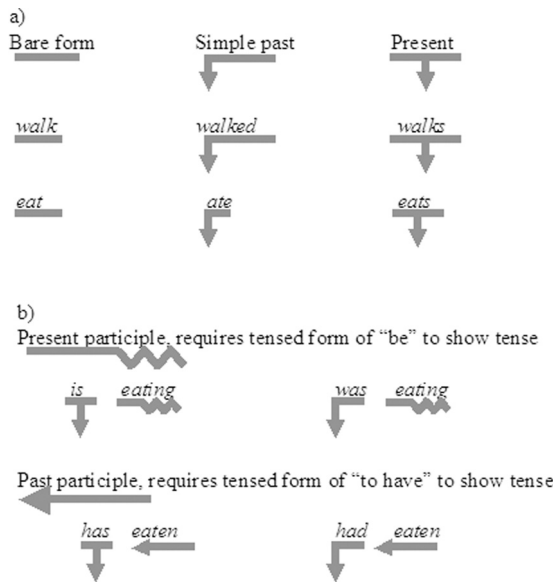 a)
Bare form Simple past Present
walk walked walks
eat ate eats
b)
Present participle, requires tensed form of “be” to show tense
is eating was eating
Past participle, requires tensed form of “to have” to show tense
has eaten had eaten